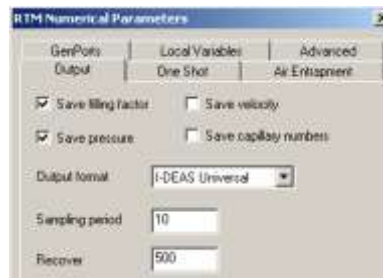 RTM Numerical Parameters
GenPorts Local Variables Advanced
Output One Shot Air Entrapment
Save filling factor Save velocity
Save pressure Save capillary numbers
Output format I-DEAS Universal
Sampling period 10
Recover 500